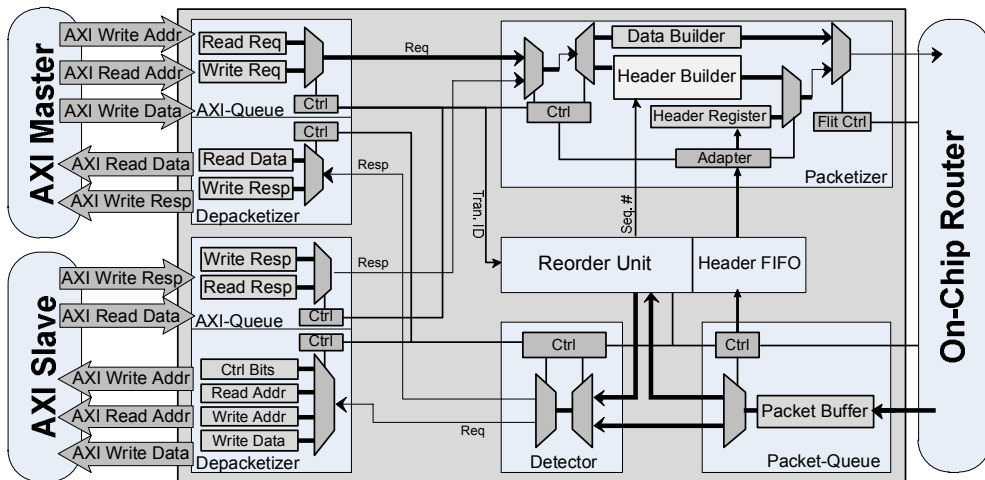 AXI Master
AXI Write Addr
AXI Read Addr
AXI Write Data
AXI Read Data
AXI Write Resp
Read Req
Write Req
Ctrl
AXI-Queue
Ctrl
Read Data
Write Resp
Depacketizer
Req
Resp
Tran. ID
Seq. #
Data Builder
Header Builder
Header Register
Ctrl
Flit Ctrl
Adapter
Packetizer
On-Chip Router
AXI Slave
AXI Write Resp
AXI Read Data
AXI Write Addr
AXI Read Addr
AXI Write Data
Write Resp
Read Resp
Ctrl
AXI-Queue
Resp
Ctrl
Ctrl Bits
Read Addr
Write Addr
Write Data
Depacketizer
Req
Reorder Unit
Header FIFO
Ctrl
Detector
Ctrl
Packet Buffer
Packet-Queue